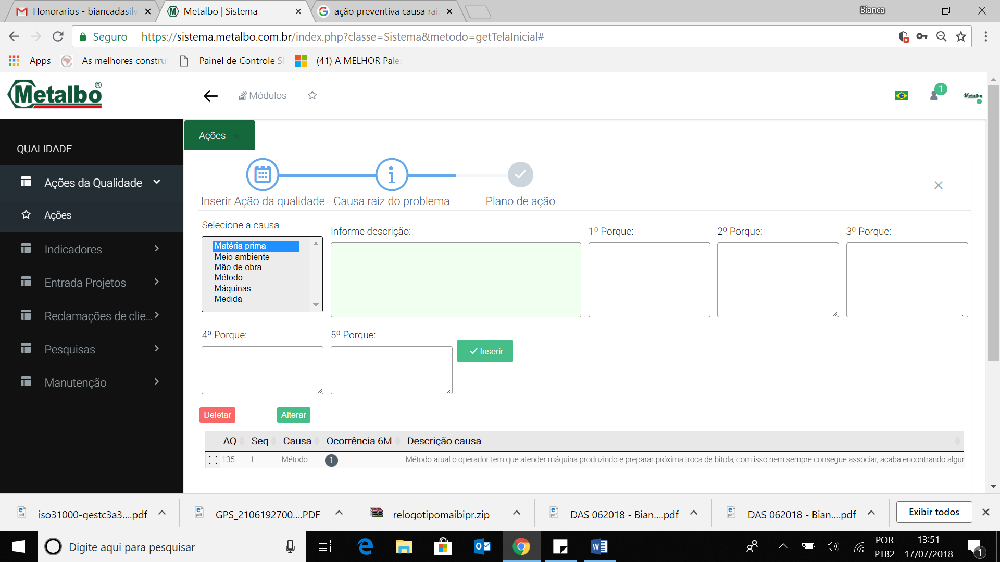 Honorarios - biancadasilv
Metalbo | Sistema
ação preventiva causa rai
Bianca
Seguro
https://sistema.metalbo.com.br/index.php?classe=Sistema&metodo=getTelaInicial#
Apps
As melhores constru
Painel de Controle S
(41) A MELHOR Pale
Metalbo®
Módulos
1
Metalbo
QUALIDADE
Ações da Qualidade
Ações
Indicadores
Entrada Projetos
Reclamações de clie...
Pesquisas
Manutenção
Ações
Inserir Ação da qualidade
Causa raiz do problema
Plano de ação
Selecione a causa
Matéria prima
Meio ambiente
Mão de obra
Método
Máquinas
Medida
Informe descrição:
1º Porque:
2º Porque:
3º Porque:
4º Porque:
5º Porque:
Inserir
Deletar
Alterar
AQ Seq Causa Ocorrência 6M Descrição causa
135 1 Método 1 Método atual o operador tem que atender máquina produzindo e preparar próxima troca de bitola, com isso nem sempre consegue associar, acaba encontrando algur
iso31000-gestc3a3....pdf
GPS_2106192700....PDF
relogotipomaibipr.zip
DAS 062018 - Bian....pdf
DAS 062018 - Bian....pdf
Exibir todos
Digite aqui para pesquisar
POR
PTB2
13:51
17/07/2018
1